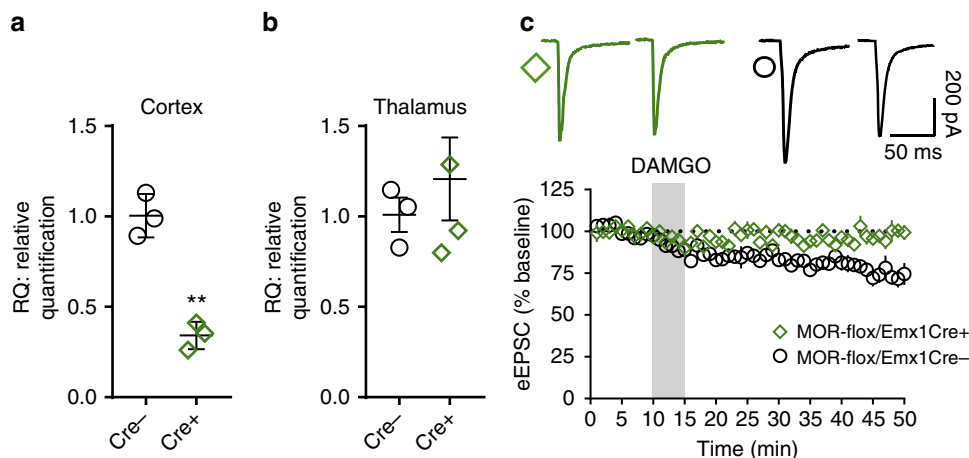 a
Cortex
RQ: relative
quantification
1.5
1.0
0.5
0.0
**
Cre–
Cre+
b
Thalamus
RQ: relative
quantification
1.5
1.0
0.5
0.0
Cre–
Cre+
c
200 pA
50 ms
DAMGO
eEPSC (% baseline)
125
100
75
50
25
0
MOR-flox/Emx1Cre+
MOR-flox/Emx1Cre–
0 5 10 15 20 25 30 35 40 45 50
Time (min)